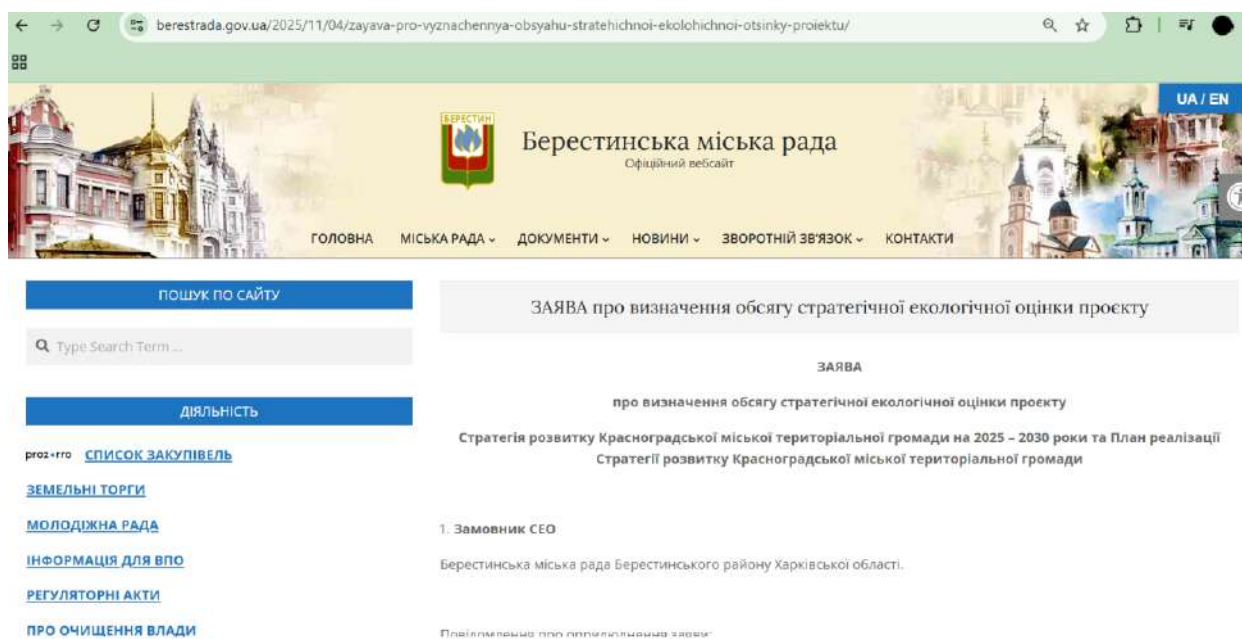 berestrada.gov.ua/2025/11/04/zayava-pro-vyznachennya-obsyahu-stratehichnoi-ekolohichnoi-otsinky-proiektu/
UA / EN
БЕРЕСТИН
Берестинська міська рада
Офіційний вебсайт
ГОЛОВНА МІСЬКА РАДА ДОКУМЕНТИ НОВИНИ ЗВОРОТНІЙ ЗВ'ЯЗОК КОНТАКТИ
ПОШУК ПО САЙТУ
Type Search Term ...
ДІЯЛЬНІСТЬ
prozorro СПИСОК ЗАКУПІВЕЛЬ
ЗЕМЕЛЬНІ ТОРГИ
МОЛОДІЖНА РАДА
ІНФОРМАЦІЯ ДЛЯ ВПО
РЕГУЛЯТОРНІ АКТИ
ПРО ОЧИЩЕННЯ ВЛАДИ
ЗАЯВА про визначення обсягу стратегічної екологічної оцінки проєкту
ЗАЯВА
про визначення обсягу стратегічної екологічної оцінки проєкту
Стратегія розвитку Красноградської міської територіальної громади на 2025 – 2030 роки та План реалізації
Стратегії розвитку Красноградської міської територіальної громади
1. Замовник СЕО
Берестинська міська рада Берестинського району Харківської області.
Повідомлення про оприлюднення заяви: